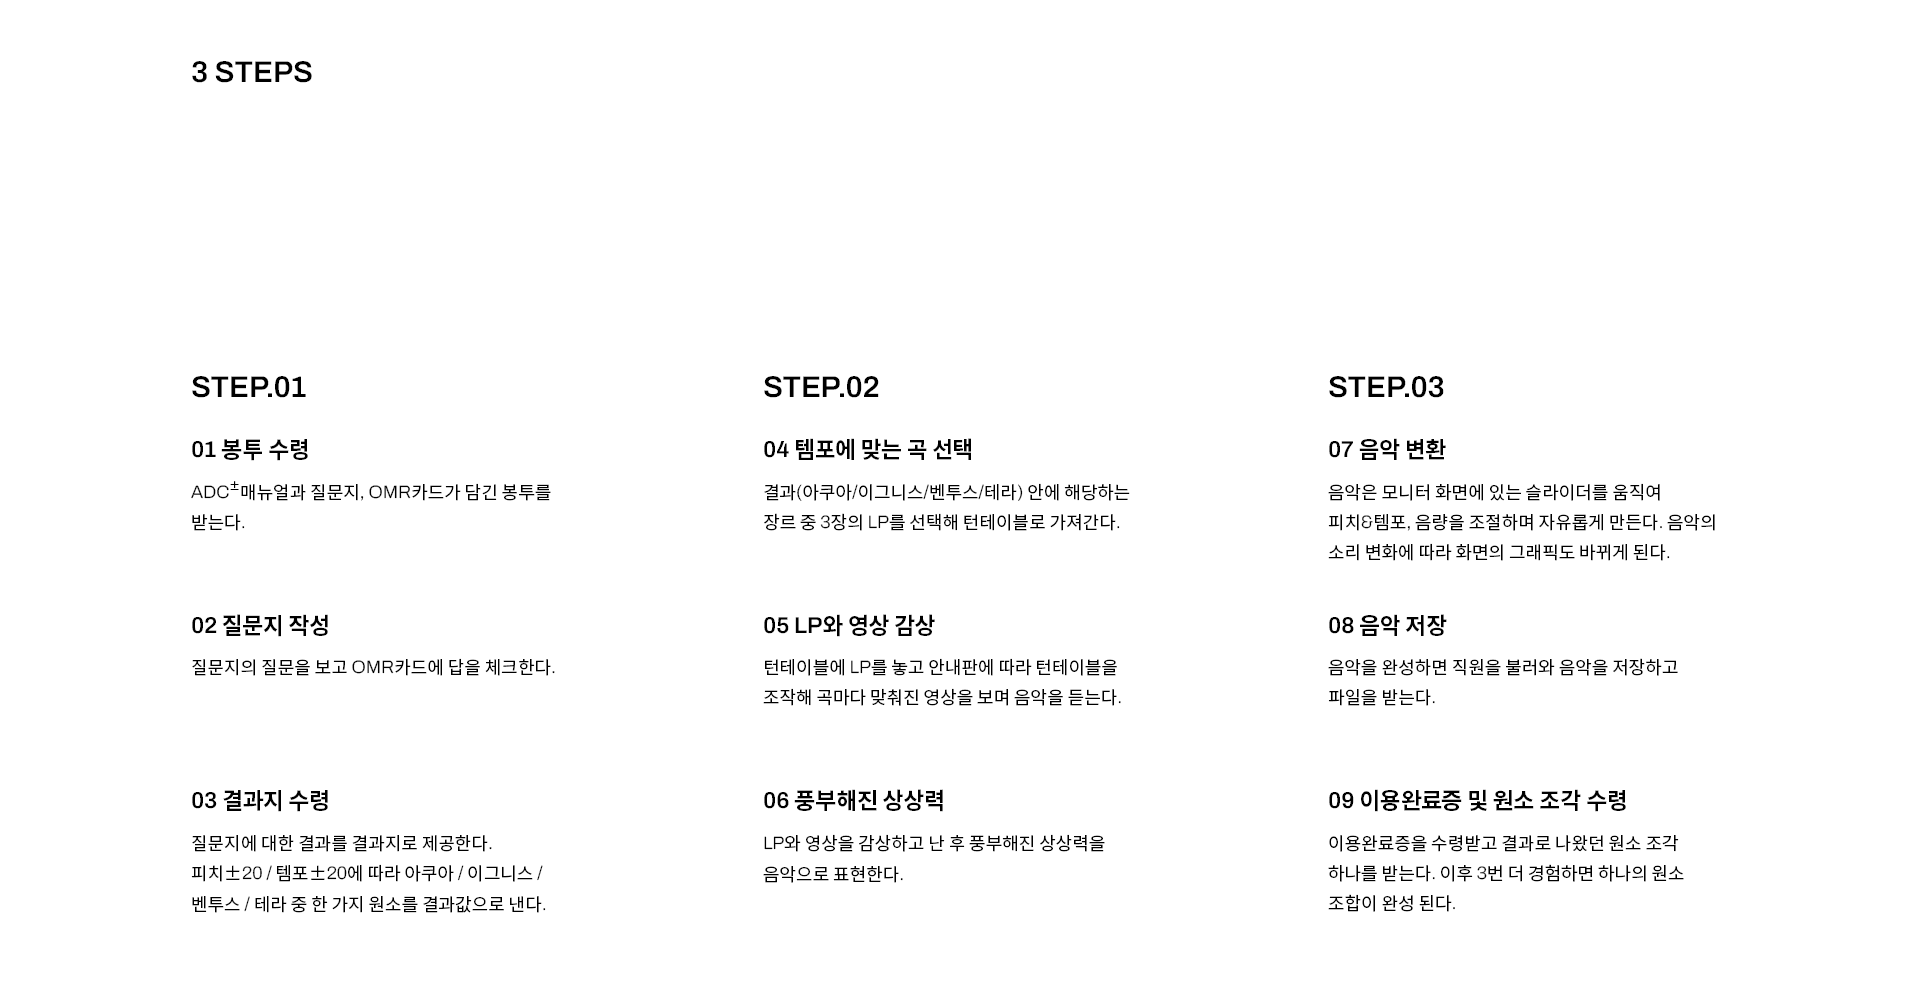 3 STEPS
STEP.01
01 봉투 수령
ADC±매뉴얼과 질문지, OMR카드가 담긴 봉투를
받는다.
02 질문지 작성
질문지의 질문을 보고 OMR카드에 답을 체크한다.
03 결과지 수령
질문지에 대한 결과를 결과지로 제공한다.
피치±20 / 템포±20에 따라 아쿠아 / 이그니스 /
벤투스 / 테라 중 한 가지 원소를 결과값으로 낸다.
STEP.02
04 템포에 맞는 곡 선택
결과(아쿠아/이그니스/벤투스/테라) 안에 해당하는
장르 중 3장의 LP를 선택해 턴테이블로 가져간다.
05 LP와 영상 감상
턴테이블에 LP를 놓고 안내판에 따라 턴테이블을
조작해 곡마다 맞춰진 영상을 보며 음악을 듣는다.
06 풍부해진 상상력
LP와 영상을 감상하고 난 후 풍부해진 상상력을
음악으로 표현한다.
STEP.03
07 음악 변환
음악은 모니터 화면에 있는 슬라이더를 움직여
피치&템포, 음량을 조절하며 자유롭게 만든다. 음악의
소리 변화에 따라 화면의 그래픽도 바뀌게 된다.
08 음악 저장
음악을 완성하면 직원을 불러와 음악을 저장하고
파일을 받는다.
09 이용완료증 및 원소 조각 수령
이용완료증을 수령받고 결과로 나왔던 원소 조각
하나를 받는다. 이후 3번 더 경험하면 하나의 원소
조합이 완성 된다.